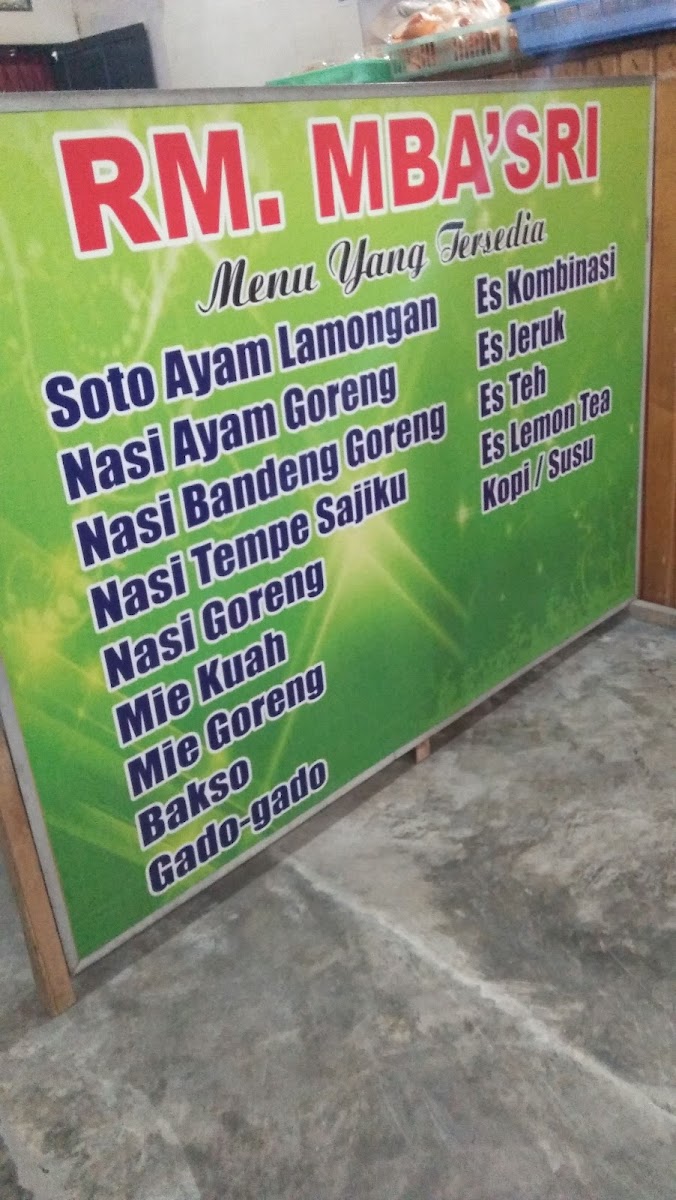 RM. MBA'SRI
Menu Yang Tersedia
Soto Ayam Lamongan
Nasi Ayam Goreng
Nasi Bandeng Goreng
Nasi Tempe Sajiku
Nasi Goreng
Mie Kuah
Mie Goreng
Bakso
Gado-gado
Es Kombinasi
Es Jeruk
Es Teh
Es Lemon Tea
Kopi / Susu